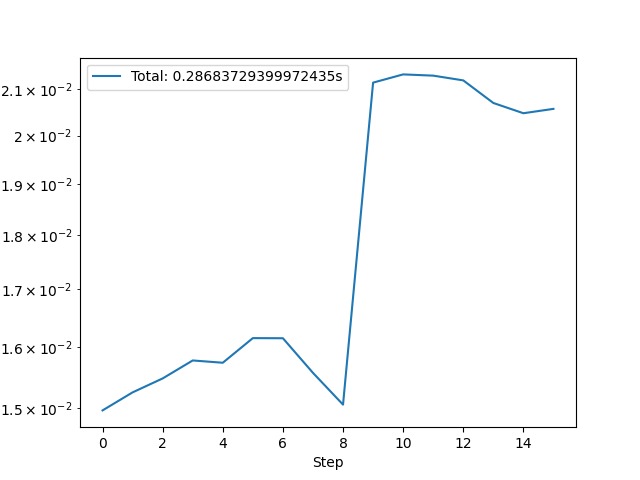 Total: 0.28683729399972435s
2.1 × 10⁻²
2 × 10⁻²
1.9 × 10⁻²
1.8 × 10⁻²
1.7 × 10⁻²
1.6 × 10⁻²
1.5 × 10⁻²
0 2 4 6 8 10 12 14
Step